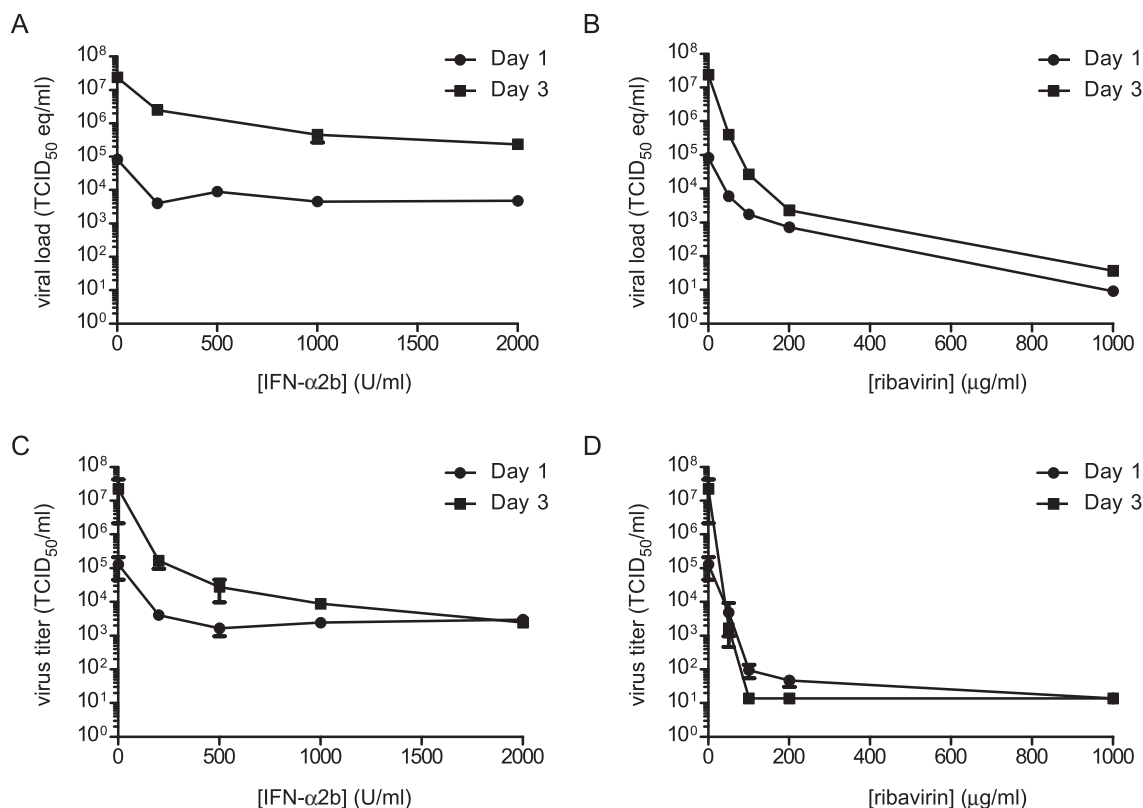 A
Day 1
Day 3
viral load (TCID50 eq/ml)
10^8
10^7
10^6
10^5
10^4
10^3
10^2
10^1
10^0
0 500 1000 1500 2000
[IFN-α2b] (U/ml)
B
Day 1
Day 3
viral load (TCID50 eq/ml)
10^8
10^7
10^6
10^5
10^4
10^3
10^2
10^1
10^0
0 200 400 600 800 1000
[ribavirin] (μg/ml)
C
Day 1
Day 3
virus titer (TCID50/ml)
10^8
10^7
10^6
10^5
10^4
10^3
10^2
10^1
10^0
0 500 1000 1500 2000
[IFN-α2b] (U/ml)
D
Day 1
Day 3
virus titer (TCID50/ml)
10^8
10^7
10^6
10^5
10^4
10^3
10^2
10^1
10^0
0 200 400 600 800 1000
[ribavirin] (μg/ml)